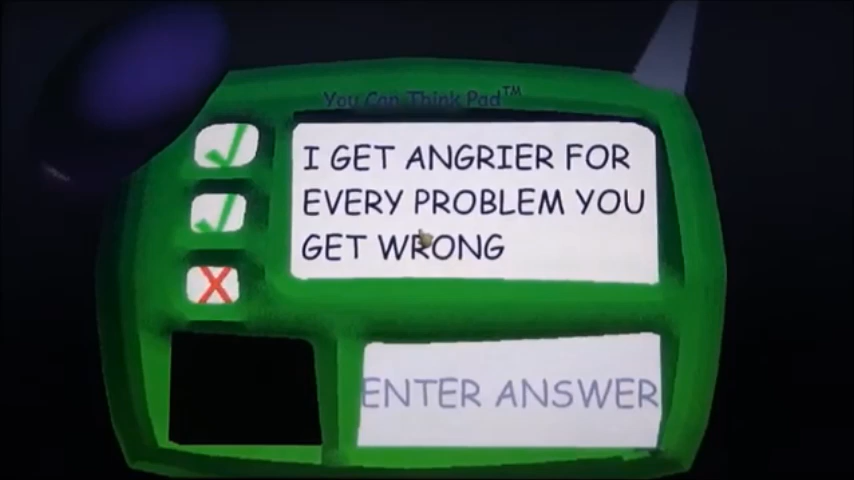 You Can Think Pad™
I GET ANGRIER FOR
EVERY PROBLEM YOU
GET WRONG
ENTER ANSWER